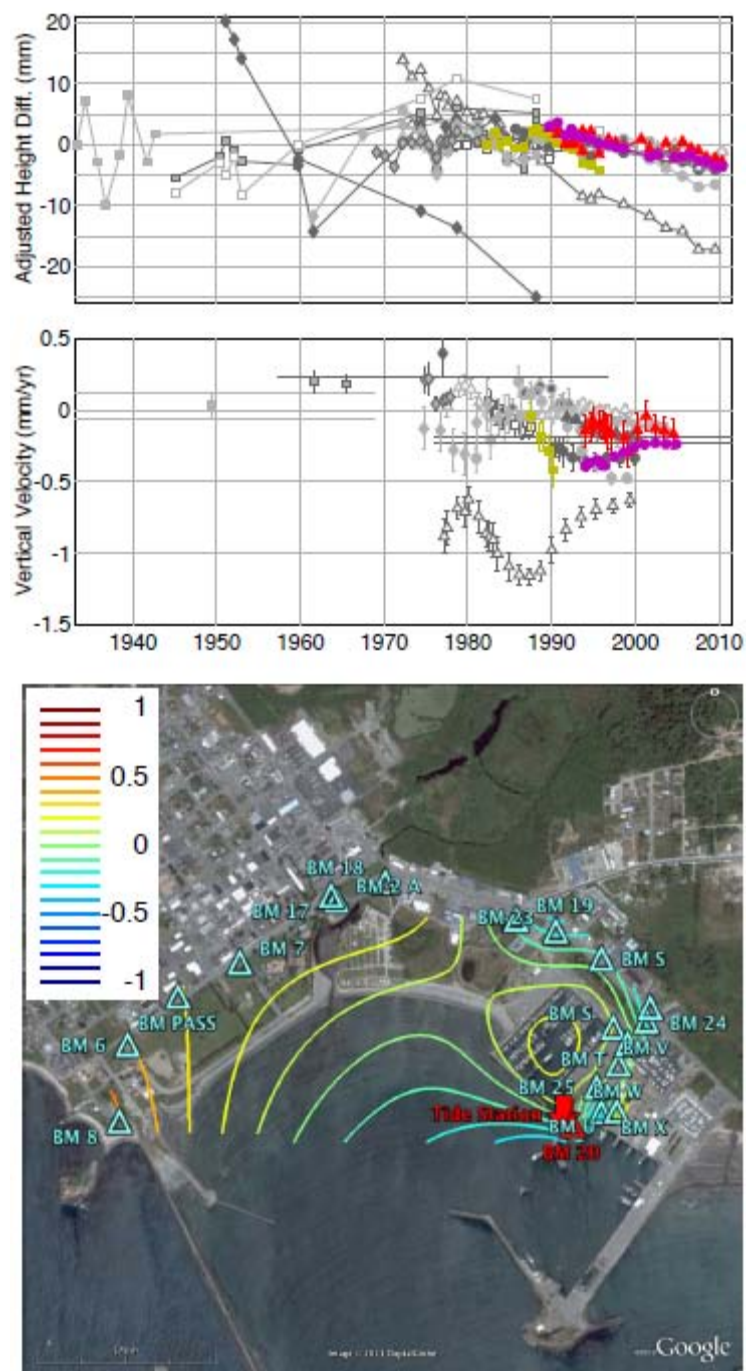 20
10
0
-10
-20
Adjusted Height Diff. (mm)
0.5
0
-0.5
-1
-1.5
Vertical Velocity (mm/yr)
1940 1950 1960 1970 1980 1990 2000 2010
1
0.5
0
-0.5
-1
BM 18
BM 2 A
BM 17
BM 23
BM 19
BM 7
BM S
BM PASS
BM S
BM 24
BM 6
BM V
BM T
BM 25
BM W
Tide Station
BM U
BM X
BM 8
BM 20
Google